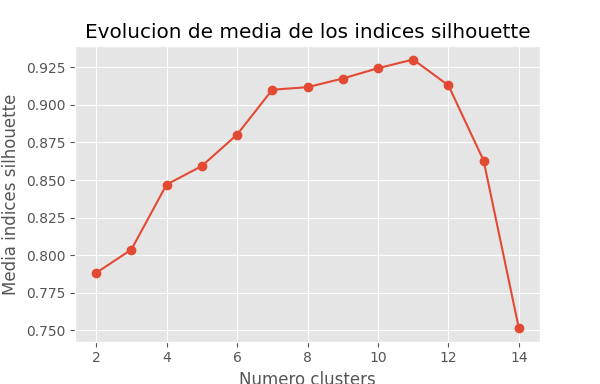 Evolucion de media de los indices silhouette
Media indices silhouette
0.925
0.900
0.875
0.850
0.825
0.800
0.775
0.750
2 4 6 8 10 12 14
Numero clusters